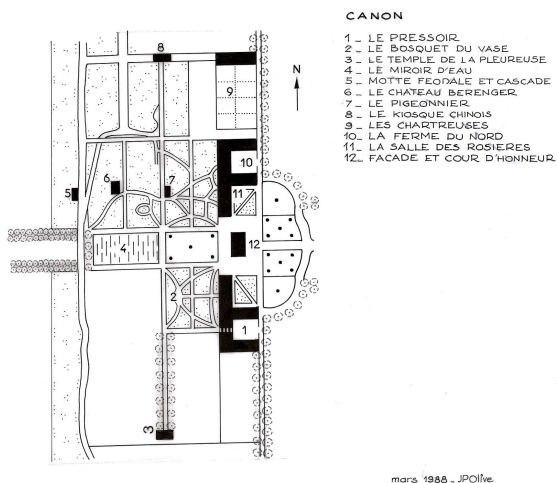 CANON
1 _ LE PRESSOIR
2 _ LE BOSQUET DU VASE
3 _ LE TEMPLE DE LA PLEUREUSE
4 _ LE MIROIR D'EAU
5 _ MOTTE FEODALE ET CASCADE
6 _ LE CHATEAU BERENGER
7 _ LE PIGEONNIER
8 _ LE KIOSQUE CHINOIS
9 _ LES CHARTREUSES
10 _ LA FERME DU NORD
11 _ LA SALLE DES ROSIERES
12 _ FACADE ET COUR D'HONNEUR
N
8
9
10
5
6
7
11
4
12
2
1
3
mars 1988 _ JPOlive